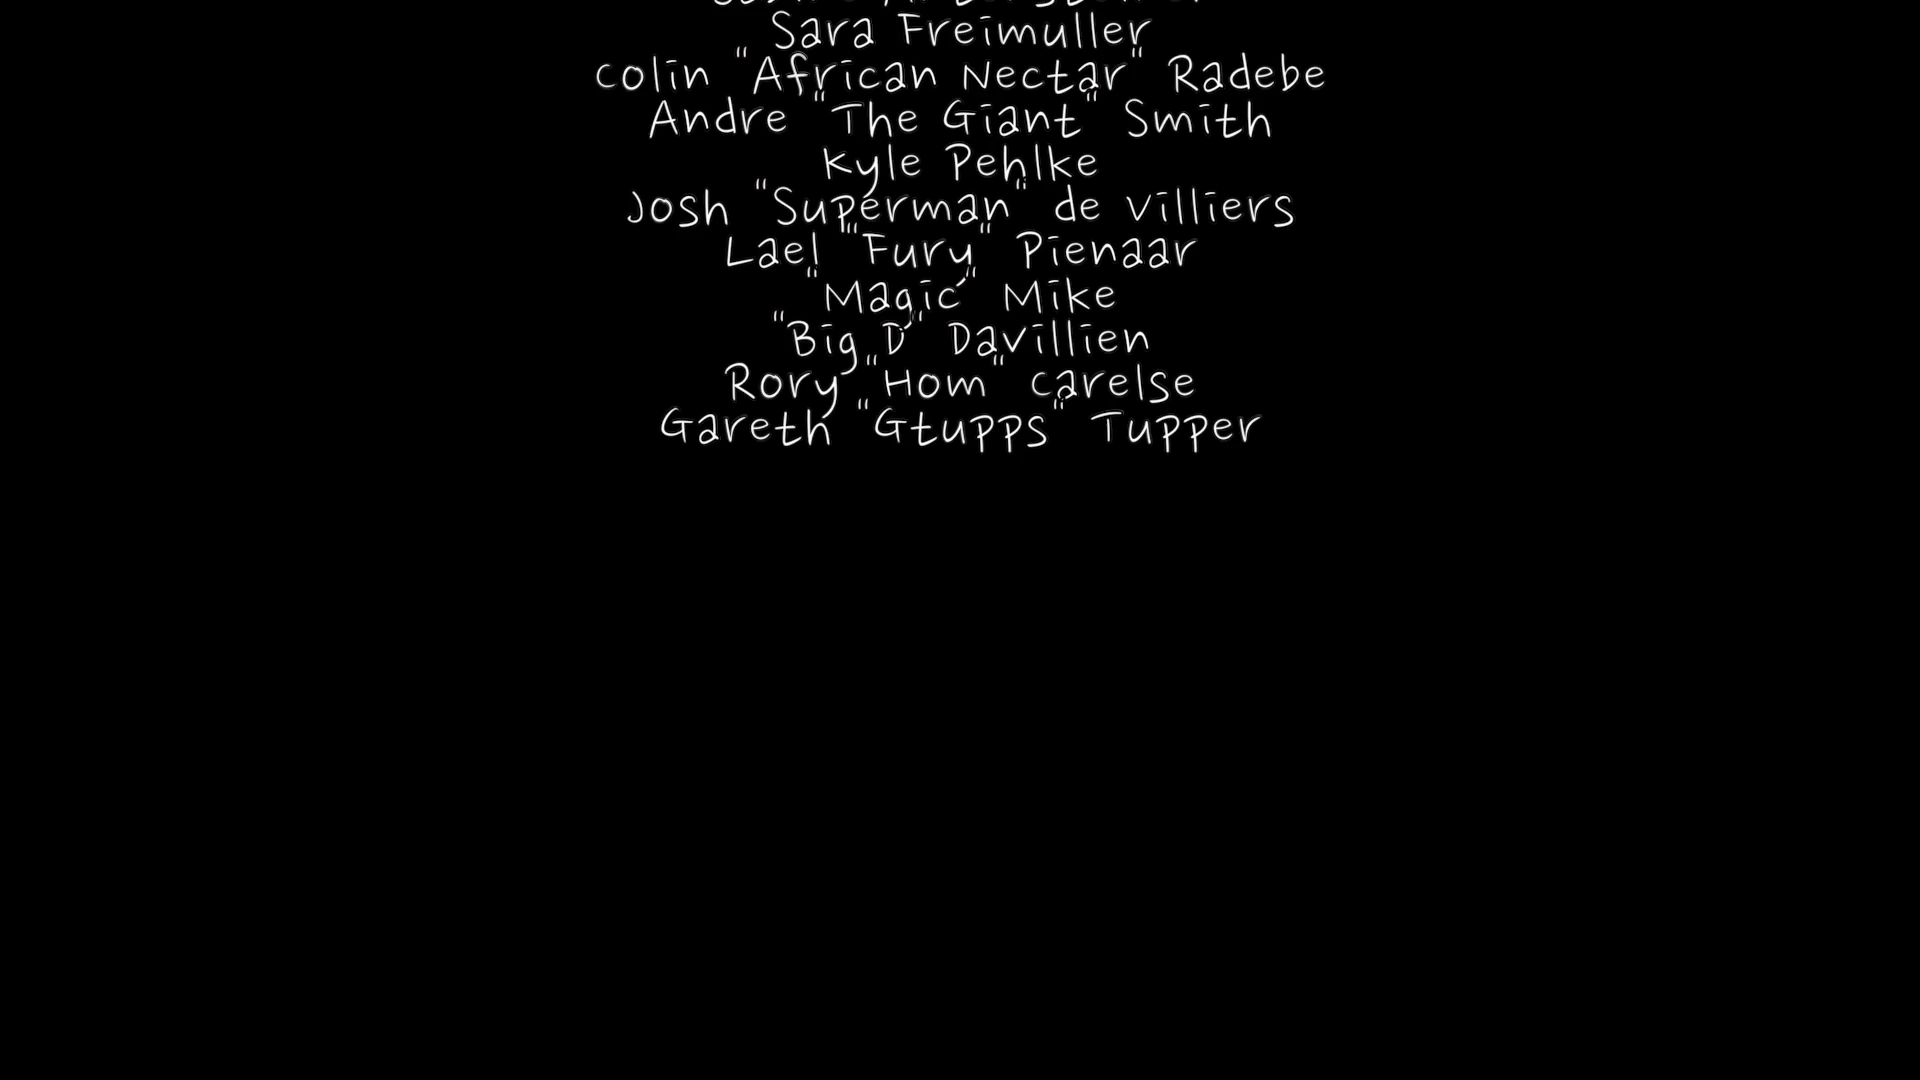 Sara Freimuller
Colin "African Nectar" Radebe
Andre "The Giant" Smith
Kyle Pehlke
Josh "Superman" de Villiers
Lael "Fury" Pienaar
"Magic" Mike
"Big D" Davillien
Rory "Hom" Carelse
Gareth "Gtupps" Tupper